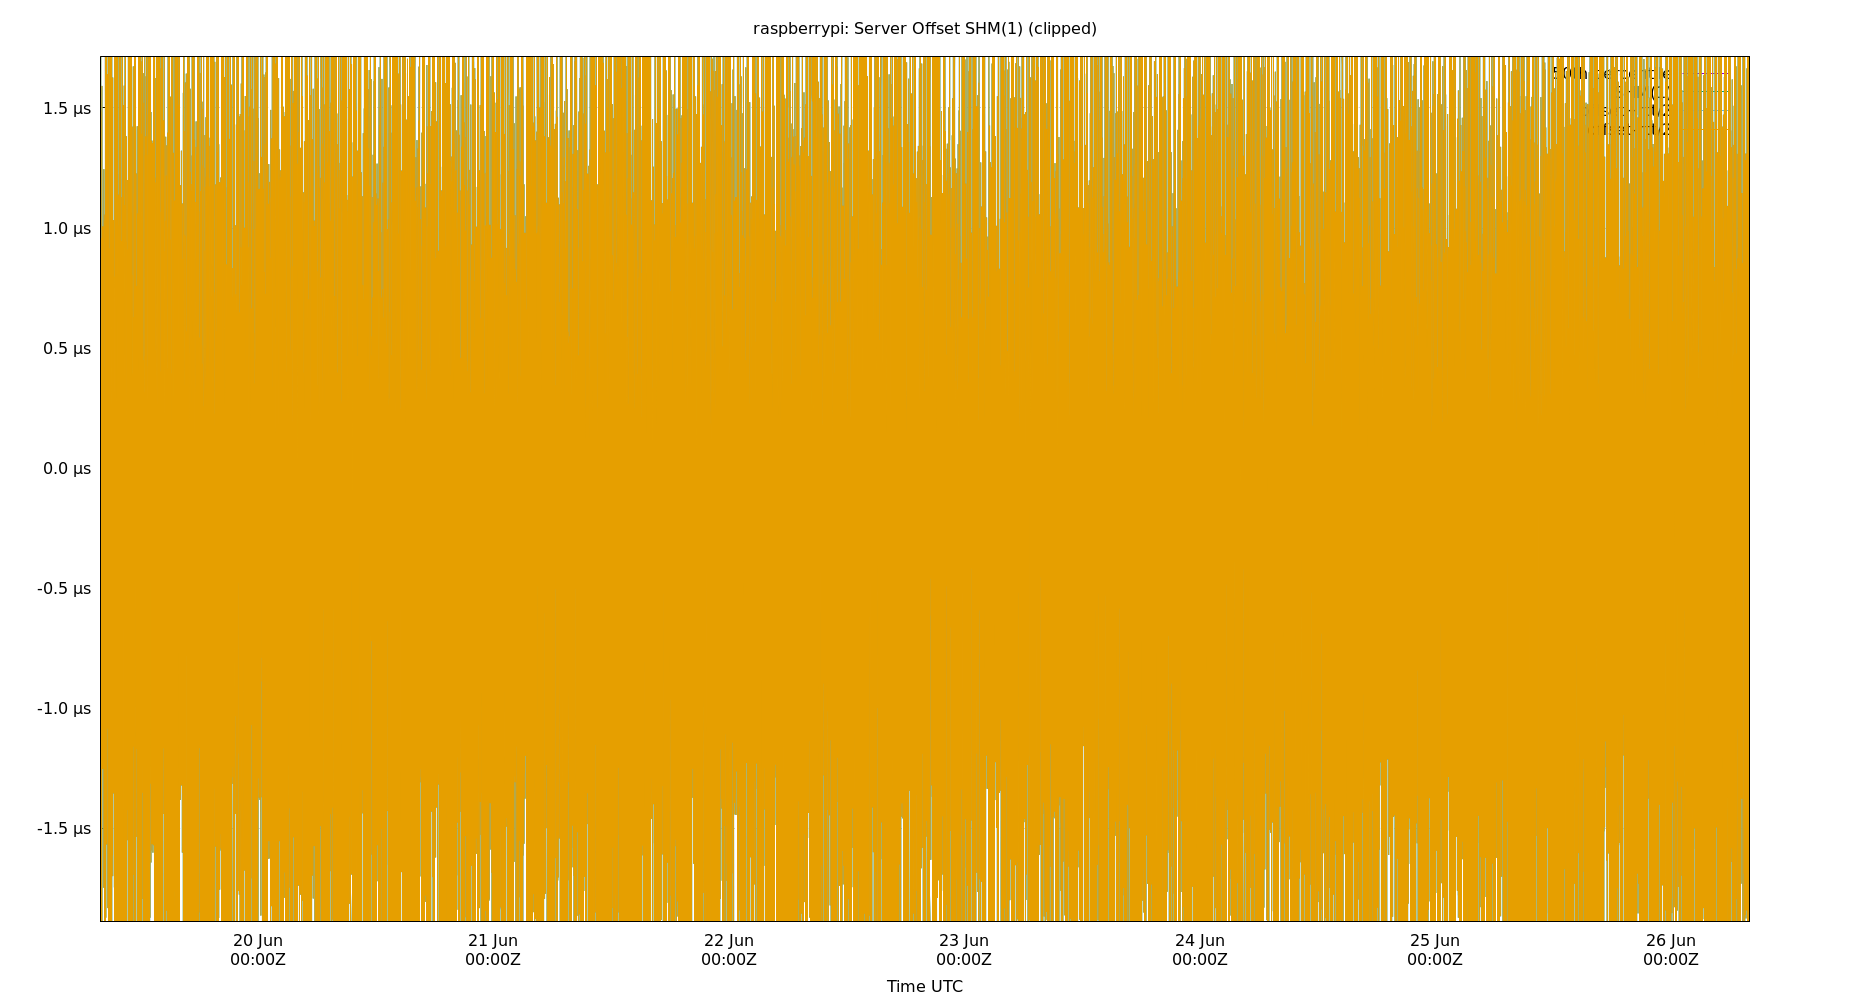 raspberrypi: Server Offset SHM(1) (clipped)
1.5 µs
1.0 µs
0.5 µs
0.0 µs
-0.5 µs
-1.0 µs
-1.5 µs
20 Jun 21 Jun 22 Jun 23 Jun 24 Jun 25 Jun 26 Jun
00:00Z 00:00Z 00:00Z 00:00Z 00:00Z 00:00Z 00:00Z
Time UTC